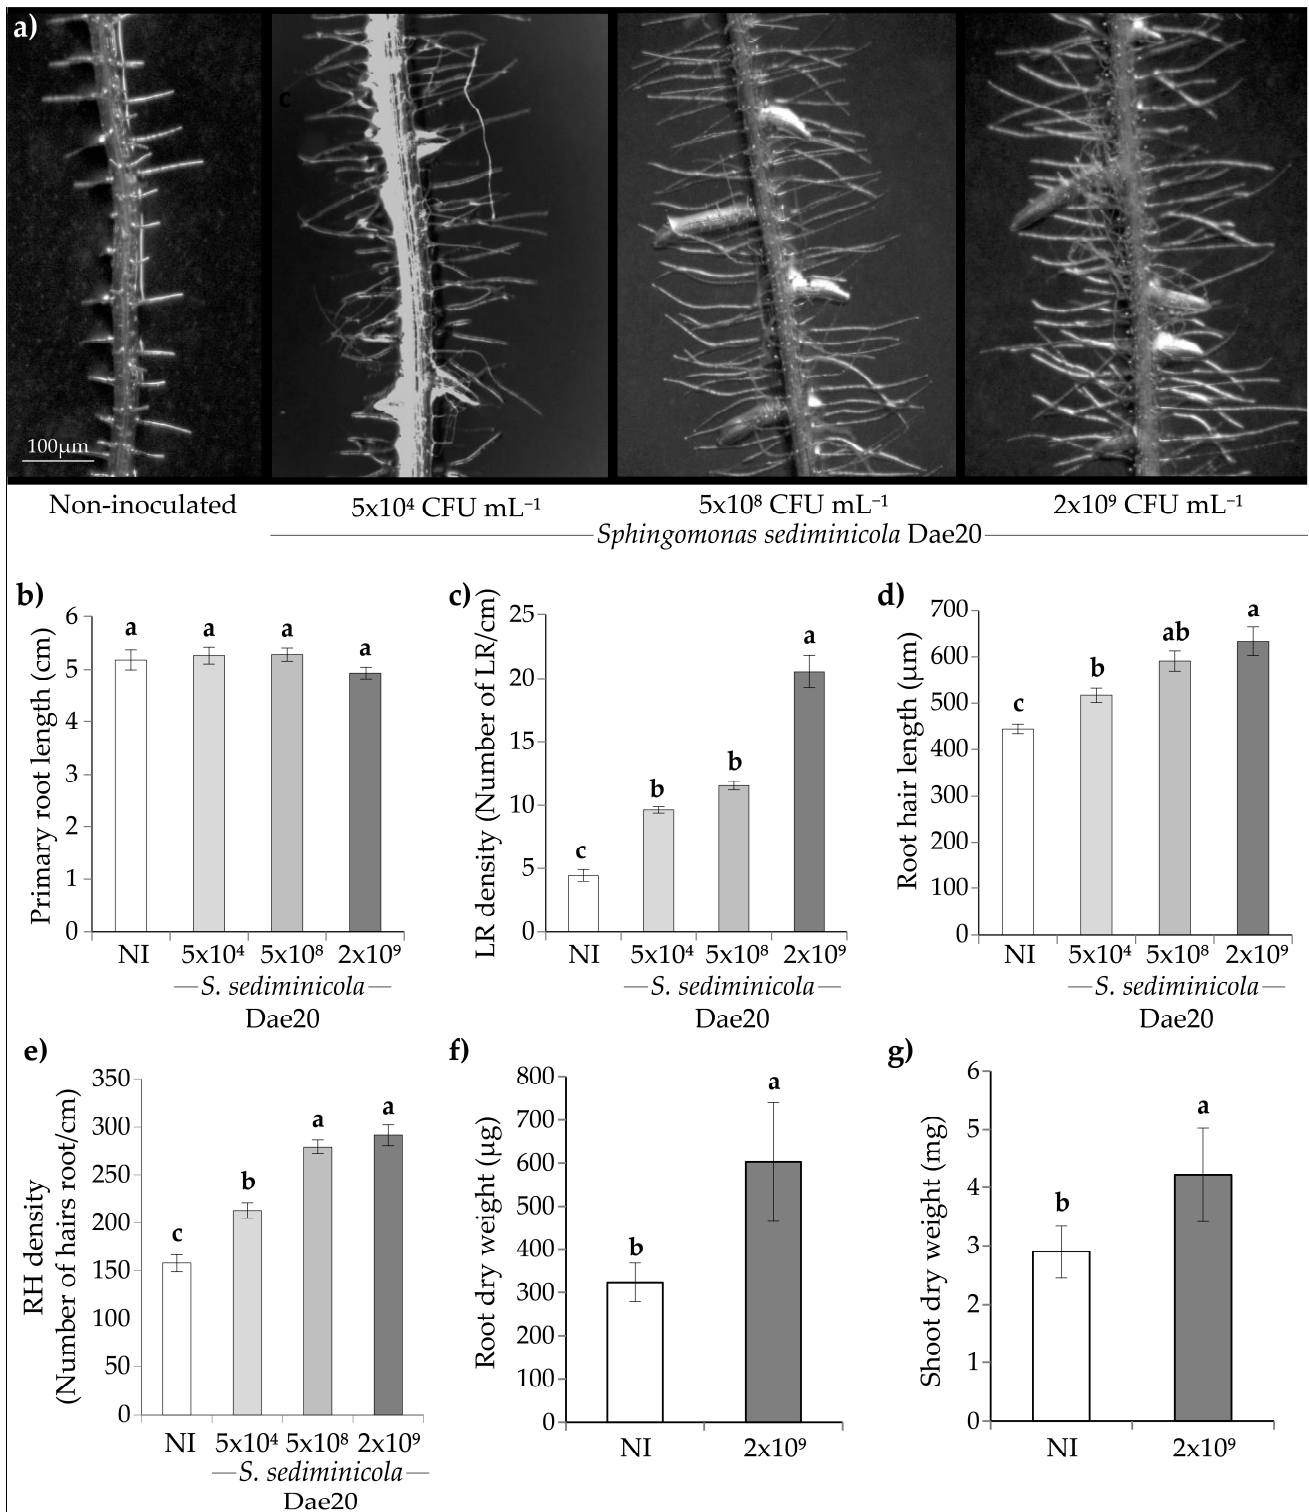 a)
c
100µm
Non-inoculated 5x10⁴ CFU mL⁻¹ 5x10⁸ CFU mL⁻¹ 2x10⁹ CFU mL⁻¹
Sphingomonas sediminicola Dae20
b)
Primary root length (cm)
6
5
4
3
2
1
0
a a a a
NI 5x10⁴ 5x10⁸ 2x10⁹
S. sediminicola
Dae20
c)
LR density (Number of LR/cm)
25
20
15
10
5
0
c b b a
NI 5x10⁴ 5x10⁸ 2x10⁹
S. sediminicola
Dae20
d)
Root hair length (µm)
700
600
500
400
300
200
100
0
c b ab a
NI 5x10⁴ 5x10⁸ 2x10⁹
S. sediminicola
Dae20
e)
RH density
(Number of hairs root/cm)
350
300
250
200
150
100
50
0
c b a a
NI 5x10⁴ 5x10⁸ 2x10⁹
S. sediminicola
Dae20
f)
Root dry weight (µg)
800
700
600
500
400
300
200
100
0
b a
NI 2x10⁹
g)
Shoot dry weight (mg)
6
5
4
3
2
1
0
b a
NI 2x10⁹